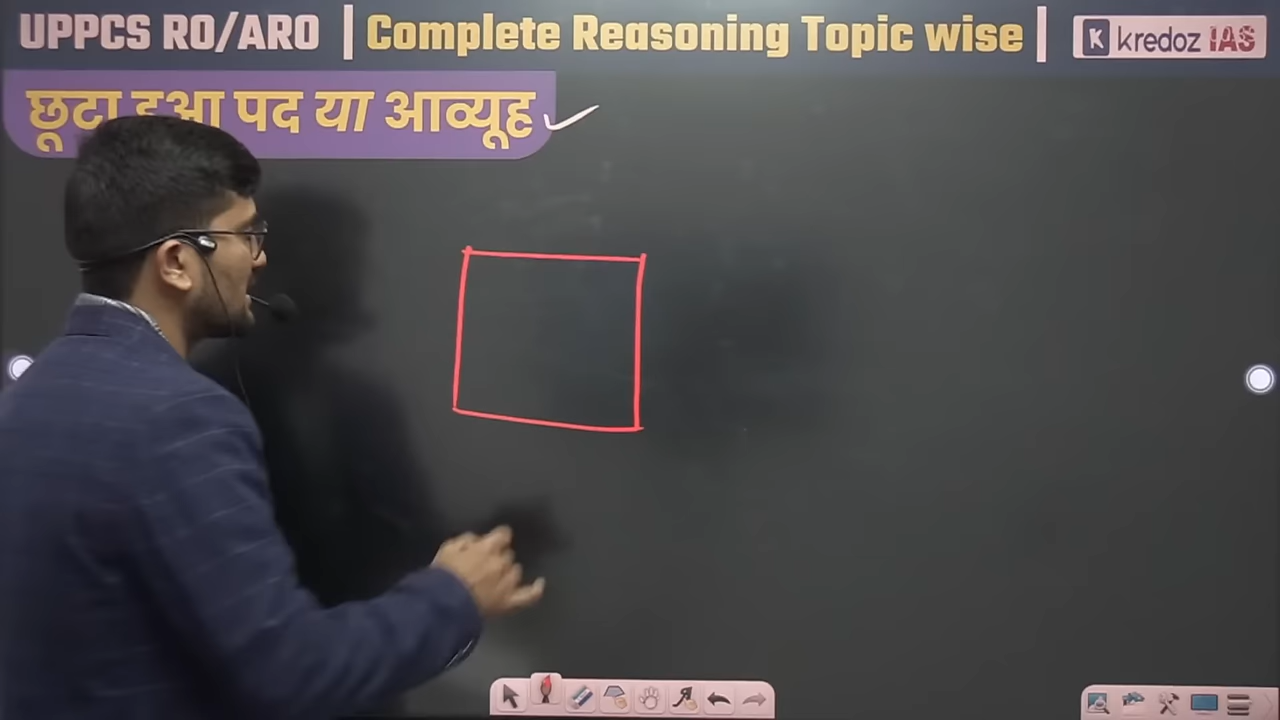 UPPCS RO/ARO | Complete Reasoning Topic wise |
K kredoz IAS
छूटा हुआ पद या आव्यूह